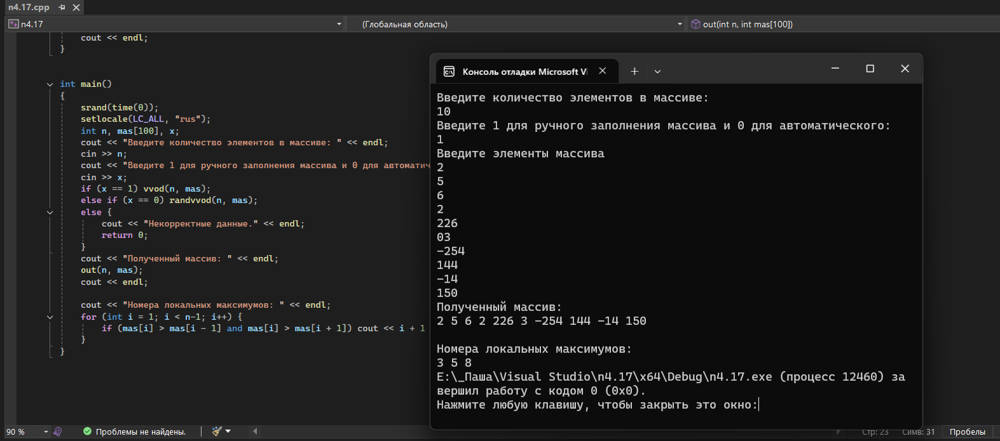 n4.17.cpp
n4.17
(Глобальная область)
out(int n, int mas[100])
cout << endl;
}
int main()
{
srand(time(0));
setlocale(LC_ALL, "rus");
int n, mas[100], x;
cout << "Введите количество элементов в массиве: " << endl;
cin >> n;
cout << "Введите 1 для ручного заполнения массива и 0 для автоматич
cin >> x;
if (x == 1) vvod(n, mas);
else if (x == 0) randvvod(n, mas);
else {
cout << "Некорректные данные." << endl;
return 0;
}
cout << "Полученный массив: " << endl;
out(n, mas);
cout << endl;
cout << "Номера локальных максимумов: " << endl;
for (int i = 1; i < n-1; i++) {
if (mas[i] > mas[i - 1] and mas[i] > mas[i + 1]) cout << i + 1
}
}
Консоль отладки Microsoft Vi
Введите количество элементов в массиве:
10
Введите 1 для ручного заполнения массива и 0 для автоматического:
1
Введите элементы массива
2
5
6
2
226
03
-254
144
-14
150
Полученный массив:
2 5 6 2 226 3 -254 144 -14 150
Номера локальных максимумов:
3 5 8
E:\_Паша\Visual Studio\n4.17\x64\Debug\n4.17.exe (процесс 12460) за
вершил работу с кодом 0 (0x0).
Нажмите любую клавишу, чтобы закрыть это окно:
90 %
Проблемы не найдены.
Стр: 23
Симв: 31
Пробелы